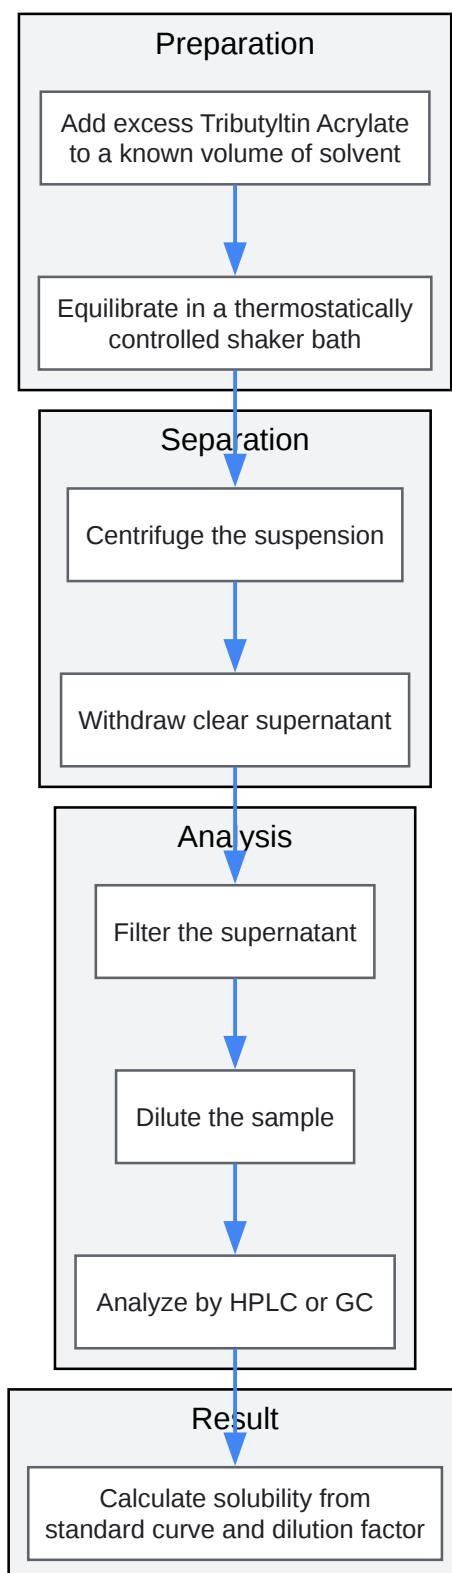 Preparation
Add excess Tributyltin Acrylate
to a known volume of solvent
Equilibrate in a thermostatically
controlled shaker bath
Separation
Centrifuge the suspension
Withdraw clear supernatant
Analysis
Filter the supernatant
Dilute the sample
Analyze by HPLC or GC
Result
Calculate solubility from
standard curve and dilution factor